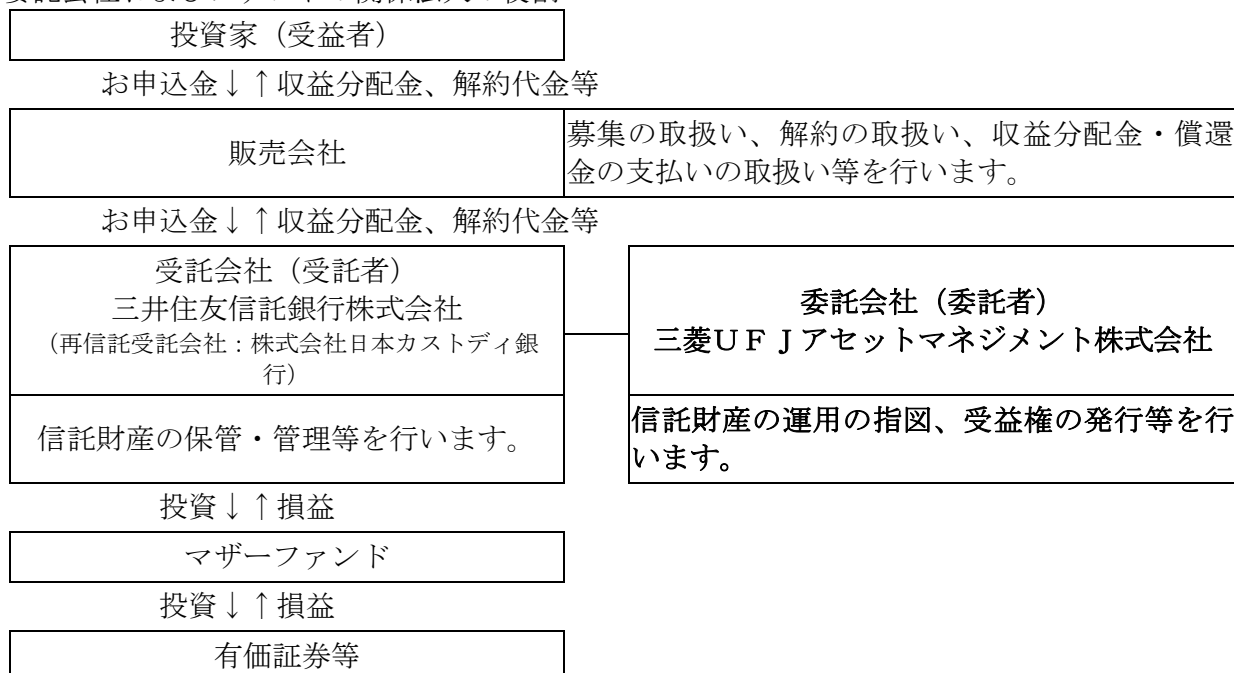 投資家（受益者）
お申込金↓↑収益分配金、解約代金等
販売会社
募集の取扱い、解約の取扱い、収益分配金・償還
金の支払いの取扱い等を行います。
お申込金↓↑収益分配金、解約代金等
受託会社（受託者）
三井住友信託銀行株式会社
（再信託受託会社：株式会社日本カストディ銀
行）
信託財産の保管・管理等を行います。
委託会社（委託者）
三菱ＵＦＪアセットマネジメント株式会社
信託財産の運用の指図、受益権の発行等を行
います。
投資↓↑損益
マザーファンド
投資↓↑損益
有価証券等